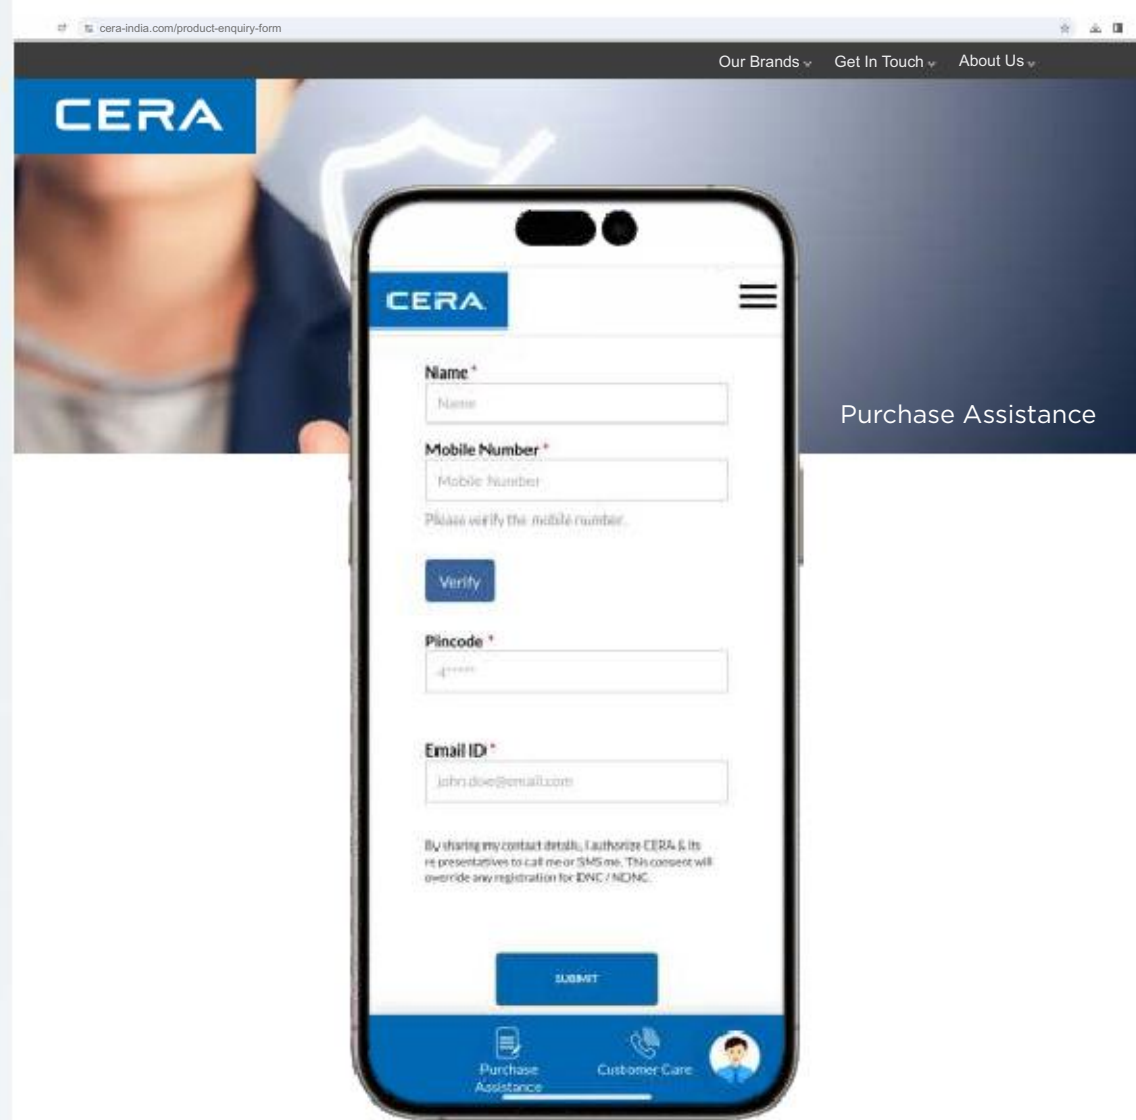 cera-india.com/product-enquiry-form
Our Brands Get In Touch About Us
CERA
CERA
Name *
Name
Purchase Assistance
Mobile Number *
Mobile Number
Please verify the mobile number.
Verify
Pincode *
4*****
Email ID *
john.doe@email.com
By sharing my contact details, I authorize CERA & its
representatives to call me or SMS me. This consent will
override any registration for DNC / NDNC.
SUBMIT
Purchase Assistance
Customer Care